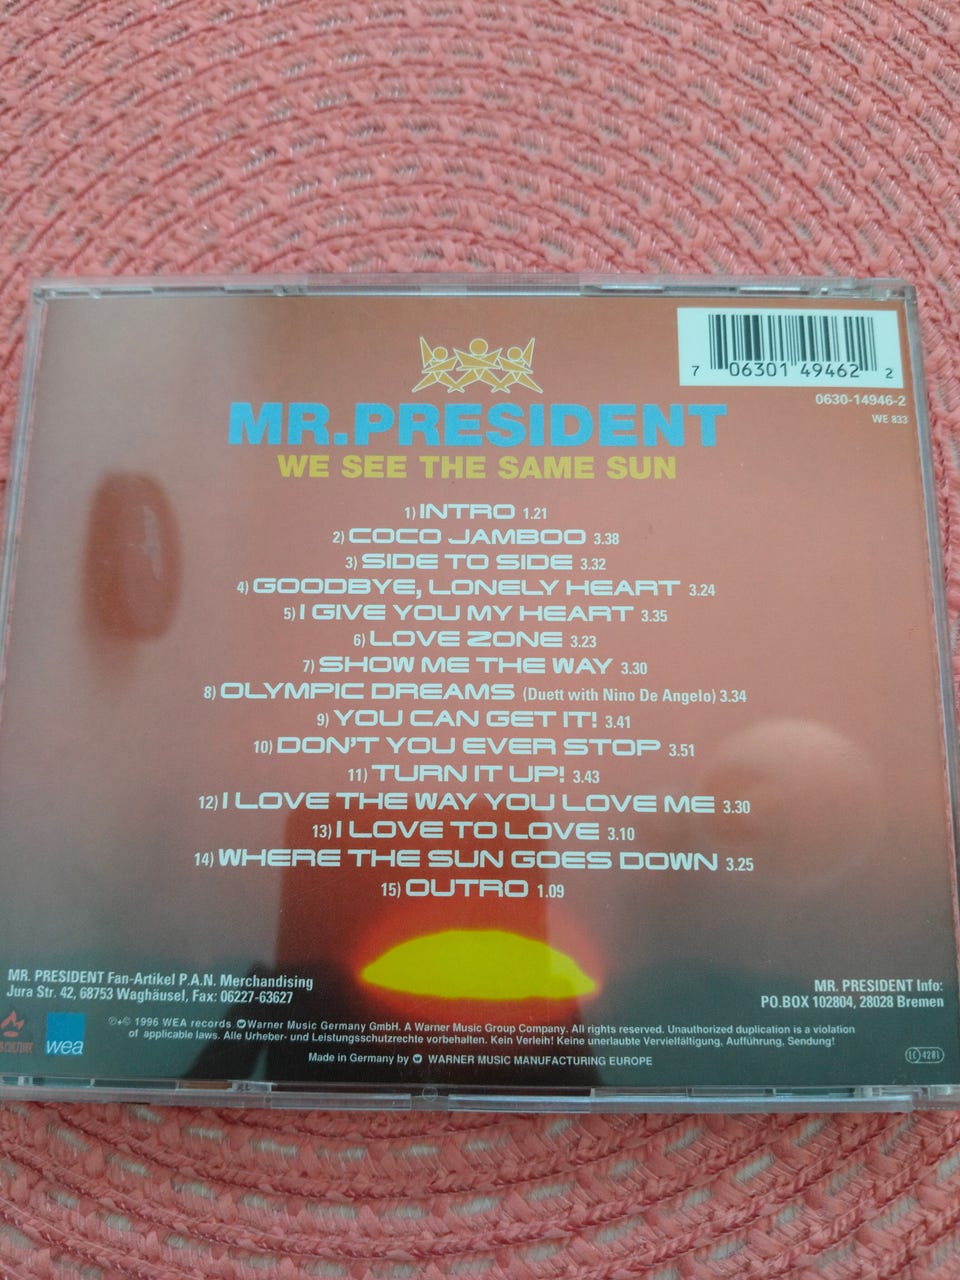 7 06301 49462 2
0630-14946-2
WE 833
MR.PRESIDENT
WE SEE THE SAME SUN
1) INTRO 1.21
2) COCO JAMBOO 3.38
3) SIDE TO SIDE 3.32
4) GOODBYE, LONELY HEART 3.24
5) I GIVE YOU MY HEART 3.35
6) LOVE ZONE 3.23
7) SHOW ME THE WAY 3.30
8) OLYMPIC DREAMS (Duett with Nino De Angelo) 3.34
9) YOU CAN GET IT! 3.41
10) DON'T YOU EVER STOP 3.51
11) TURN IT UP! 3.43
12) I LOVE THE WAY YOU LOVE ME 3.30
13) I LOVE TO LOVE 3.10
14) WHERE THE SUN GOES DOWN 3.25
15) OUTRO 1.09
MR. PRESIDENT Fan-Artikel P.A.N. Merchandising
Jura Str. 42, 68753 Waghäusel, Fax: 06227-63627
MR. PRESIDENT Info:
P.O.BOX 102804, 28028 Bremen
wea
℗+© 1996 WEA records Warner Music Germany GmbH. A Warner Music Group Company. All rights reserved. Unauthorized duplication is a violation
of applicable laws. Alle Urheber- und Leistungsschutzrechte vorbehalten. Kein Verleih! Keine unerlaubte Vervielfältigung, Aufführung, Sendung!
Made in Germany by WARNER MUSIC MANUFACTURING EUROPE
LC 4281